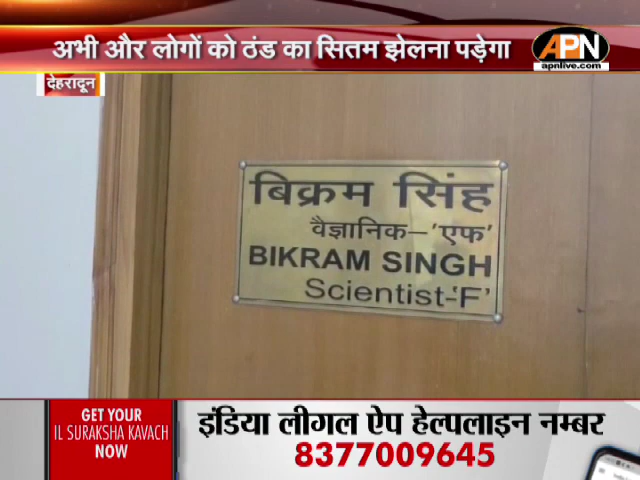 अभी और लोगों को ठंड का सितम झेलना पड़ेगा
APN
apnlive.com
देहरादून
बिक्रम सिंह
वैज्ञानिक–'एफ'
BIKRAM SINGH
Scientist-'F'
GET YOUR
IL SURAKSHA KAVACH
NOW
इंडिया लीगल ऐप हेल्पलाइन नम्बर
8377009645